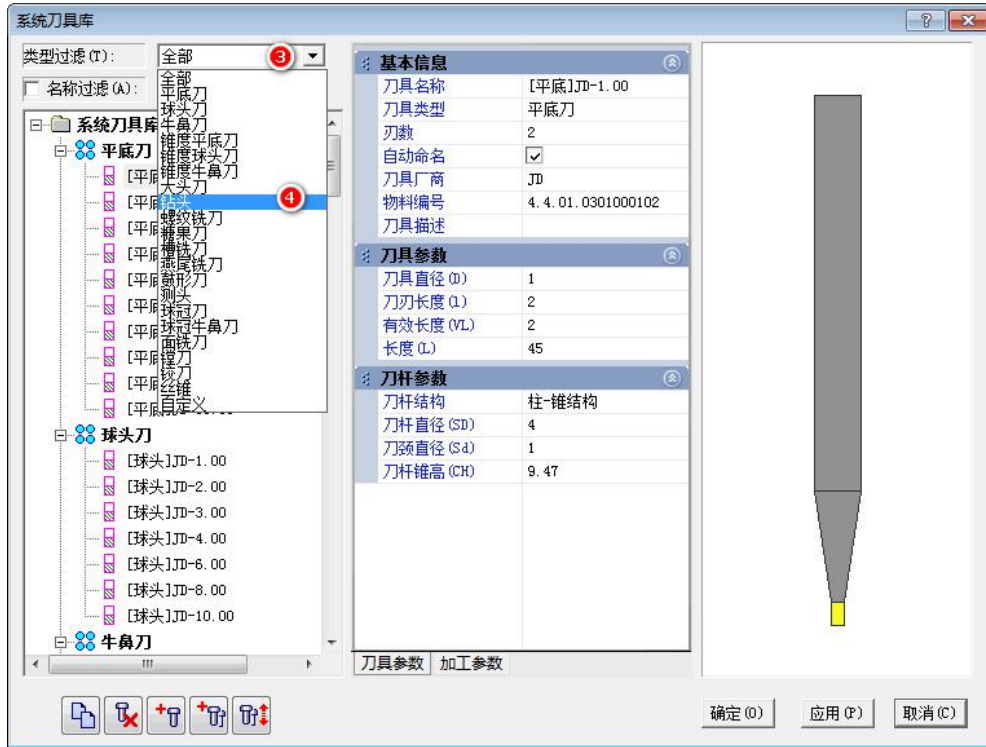 系统刀具库
类型过滤(T): 全部 3
名称过滤(A):
全部
平底刀
球头刀
牛鼻刀
锥度平底刀
锥度球头刀
锥度牛鼻刀
大头刀
钻头 4
螺纹铣刀
糖果刀
槽铣刀
燕尾铣刀
鼓形刀
测头
球冠刀
球冠牛鼻刀
面铣刀
镗刀
铰刀
丝锥
自定义
系统刀具库
平底刀
[平底
[平底
[平底
[平底
[平底
[平底
[平底
[平底
[平底
[平底
球头刀
[球头]JD-1.00
[球头]JD-2.00
[球头]JD-3.00
[球头]JD-4.00
[球头]JD-6.00
[球头]JD-8.00
[球头]JD-10.00
牛鼻刀
基本信息
刀具名称 [平底]JD-1.00
刀具类型 平底刀
刃数 2
自动命名
刀具厂商 JD
物料编号 4.4.01.0301000102
刀具描述
刀具参数
刀具直径(D) 1
刀刃长度(l) 2
有效长度(VL) 2
长度(L) 45
刀杆参数
刀杆结构 柱-锥结构
刀杆直径(SD) 4
刀颈直径(Sd) 1
刀杆锥高(CH) 9.47
刀具参数 加工参数
确定(O) 应用(P) 取消(C)